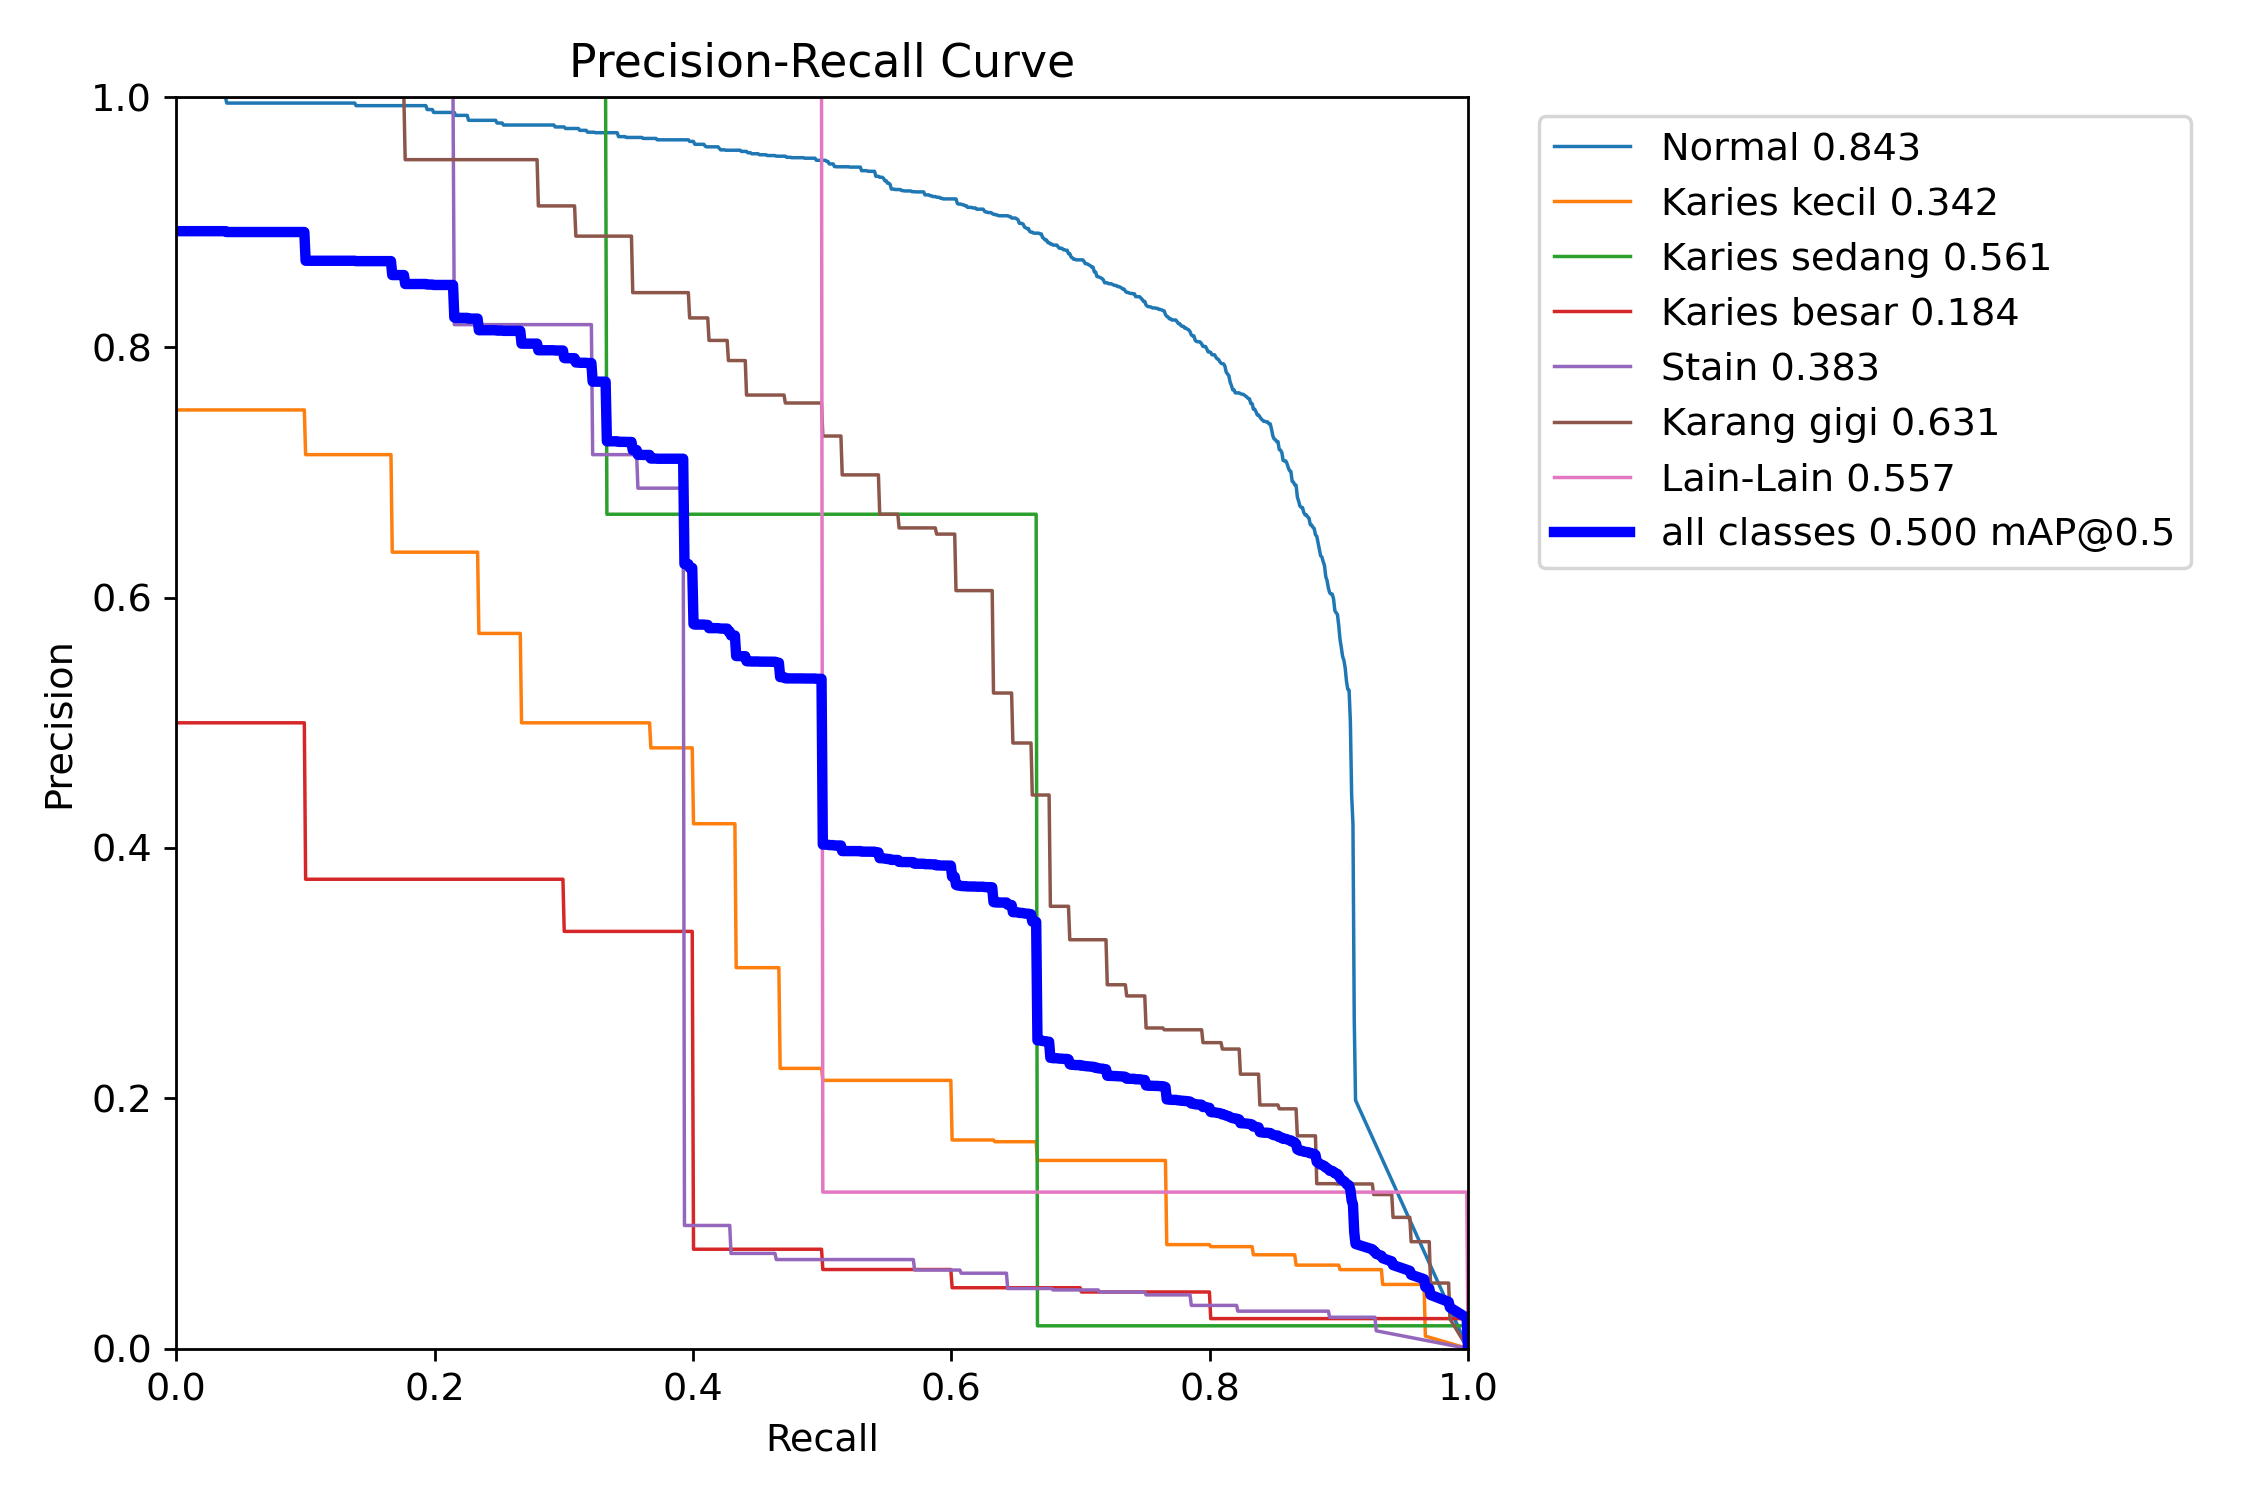 Precision-Recall Curve
1.0
0.8
0.6
0.4
0.2
0.0
Precision
0.0 0.2 0.4 0.6 0.8 1.0
Recall
Normal 0.843
Karies kecil 0.342
Karies sedang 0.561
Karies besar 0.184
Stain 0.383
Karang gigi 0.631
Lain-Lain 0.557
all classes 0.500 mAP@0.5